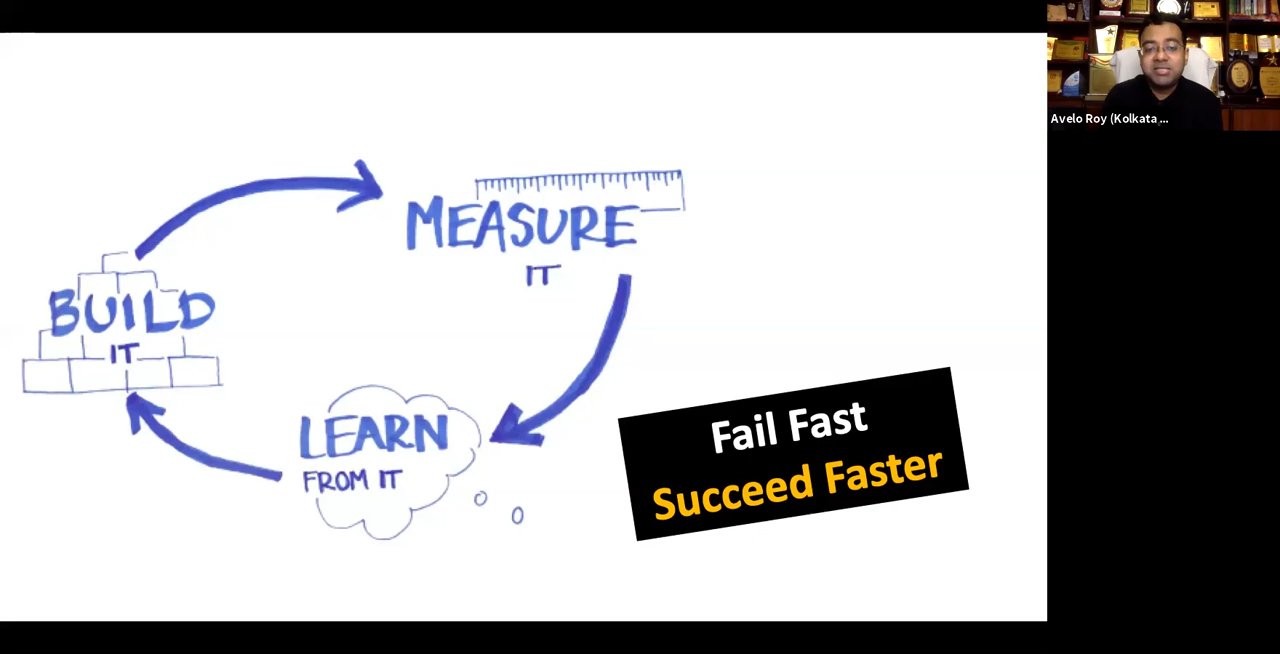 Avelo Roy (Kolkata ...
MEASURE
IT
BUILD
IT
LEARN
FROM IT
Fail Fast
Succeed Faster